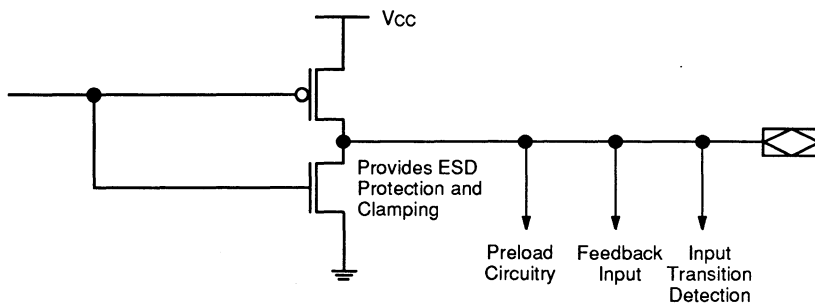 Vcc
Provides ESD
Protection and
Clamping
Preload
Circuitry
Feedback
Input
Input
Transition
Detection